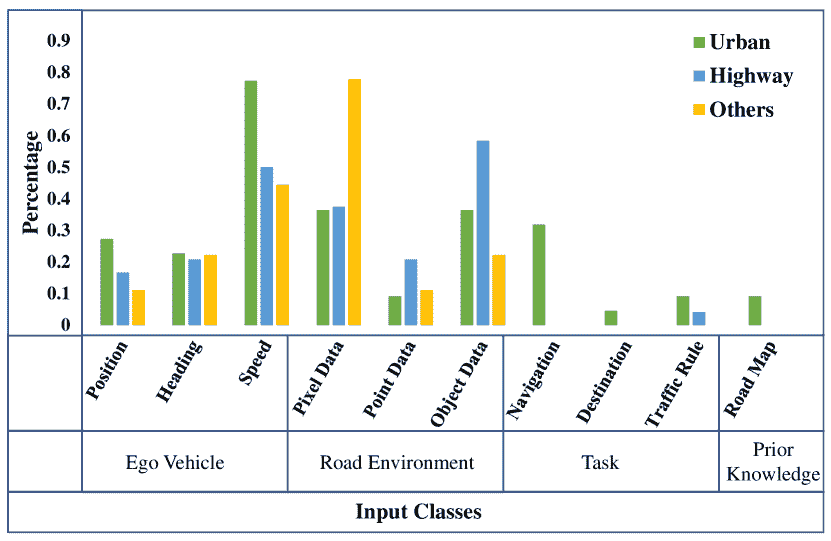 0.9
0.8
0.7
0.6
0.5
0.4
0.3
0.2
0.1
0
Percentage
Urban
Highway
Others
Position
Heading
Speed
Pixel Data
Point Data
Object Data
Navigation
Destination
Traffic Rule
Road Map
Ego Vehicle
Road Environment
Task
Prior
Knowledge
Input Classes